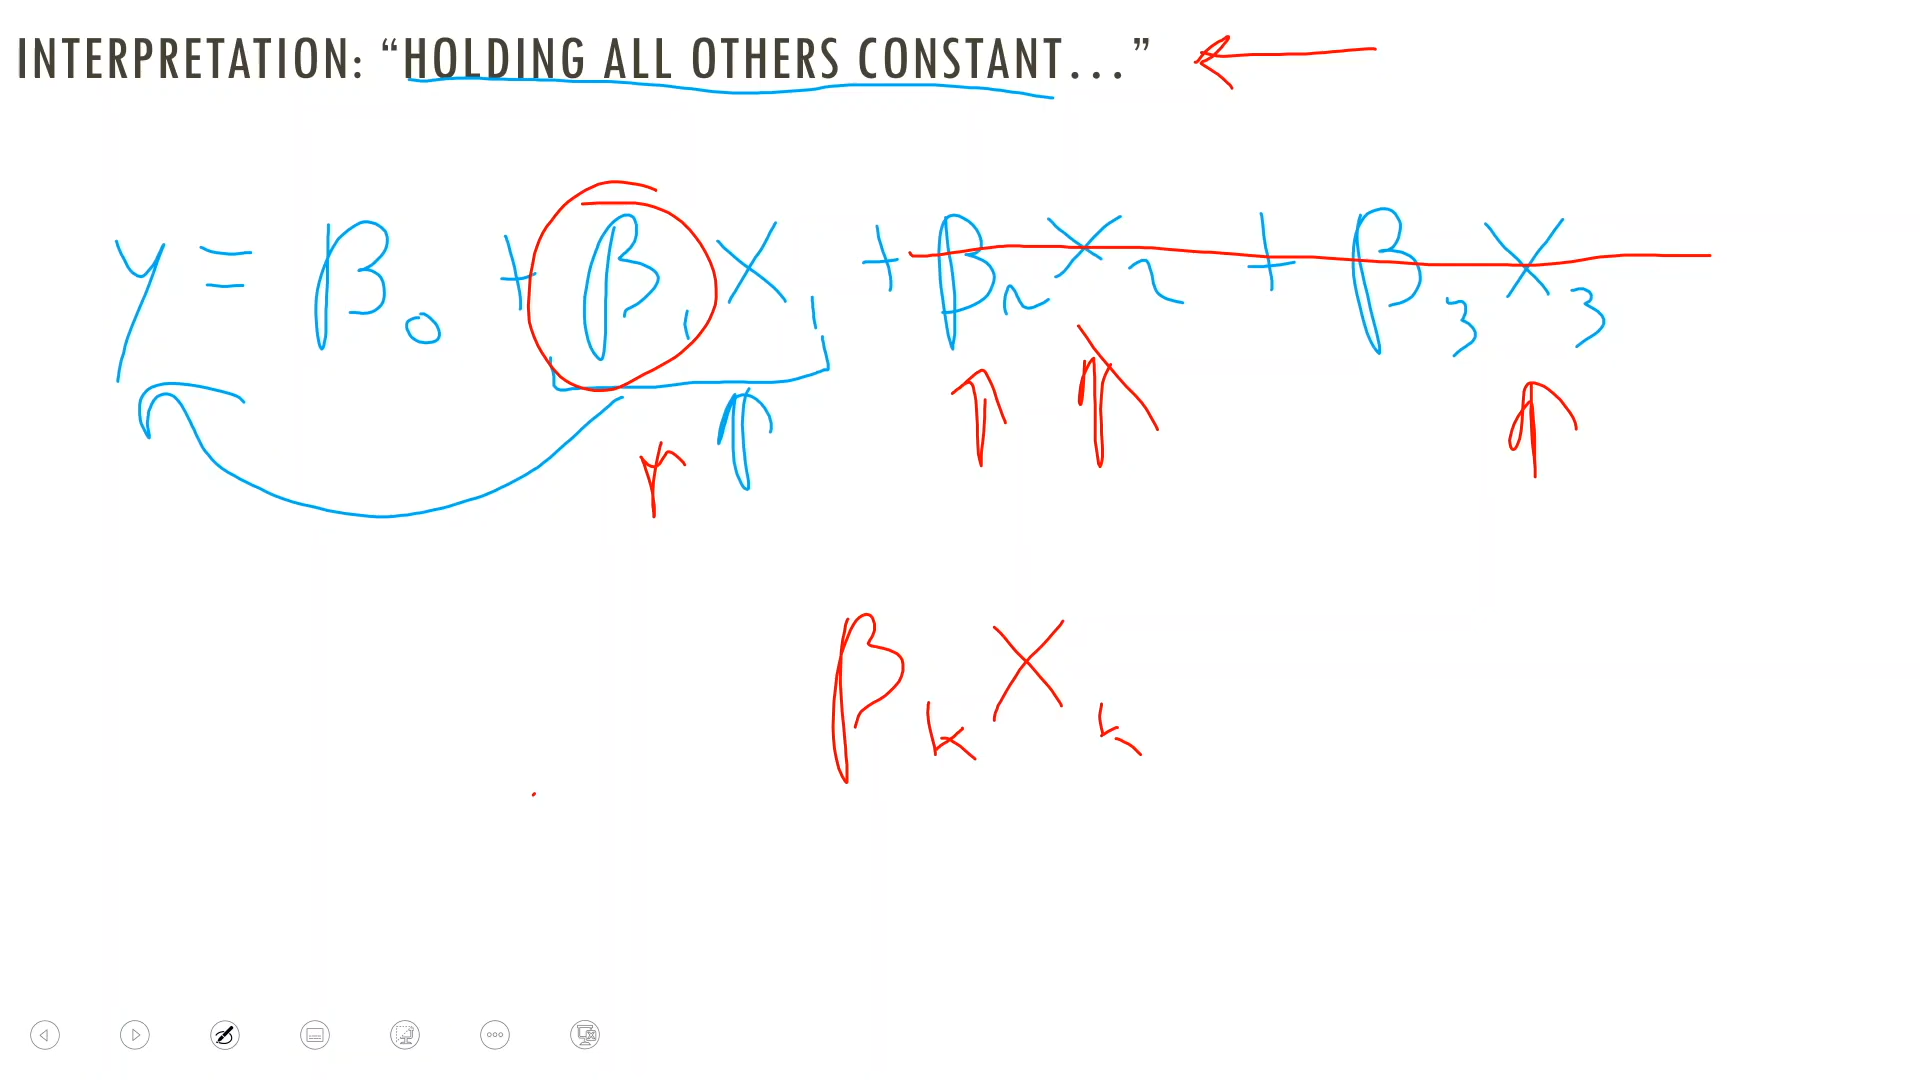 INTERPRETATION: “HOLDING ALL OTHERS CONSTANT…”
y = β₀ + β₁X₁ + β₂X₂ + β₃X₃
βₖXₖ